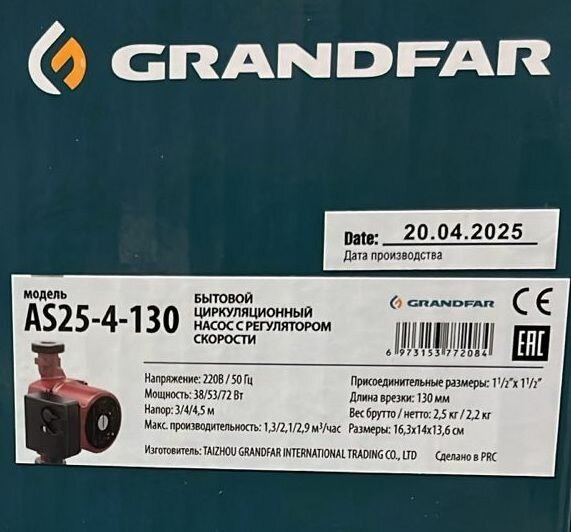 GRANDFAR
Date: 20.04.2025
Дата производства
модель
AS25-4-130
БЫТОВОЙ
ЦИРКУЛЯЦИОННЫЙ
НАСОС С РЕГУЛЯТОРОМ
СКОРОСТИ
GRANDFAR
CE
6 973153 772084
EAC
Напряжение: 220В / 50 Гц
Мощность: 38/53/72 Вт
Напор: 3/4/4,5 м
Макс. производительность: 1,3/2,1/2,9 м³/час
Присоединительные размеры: 1¹/₂"x 1¹/₂"
Длина врезки: 130 мм
Вес брутто / нетто: 2,5 кг / 2,2 кг
Размеры: 16,3x14x13,6 см
Изготовитель: TAIZHOU GRANDFAR INTERNATIONAL TRADING CO., LTD
Сделано в PRC